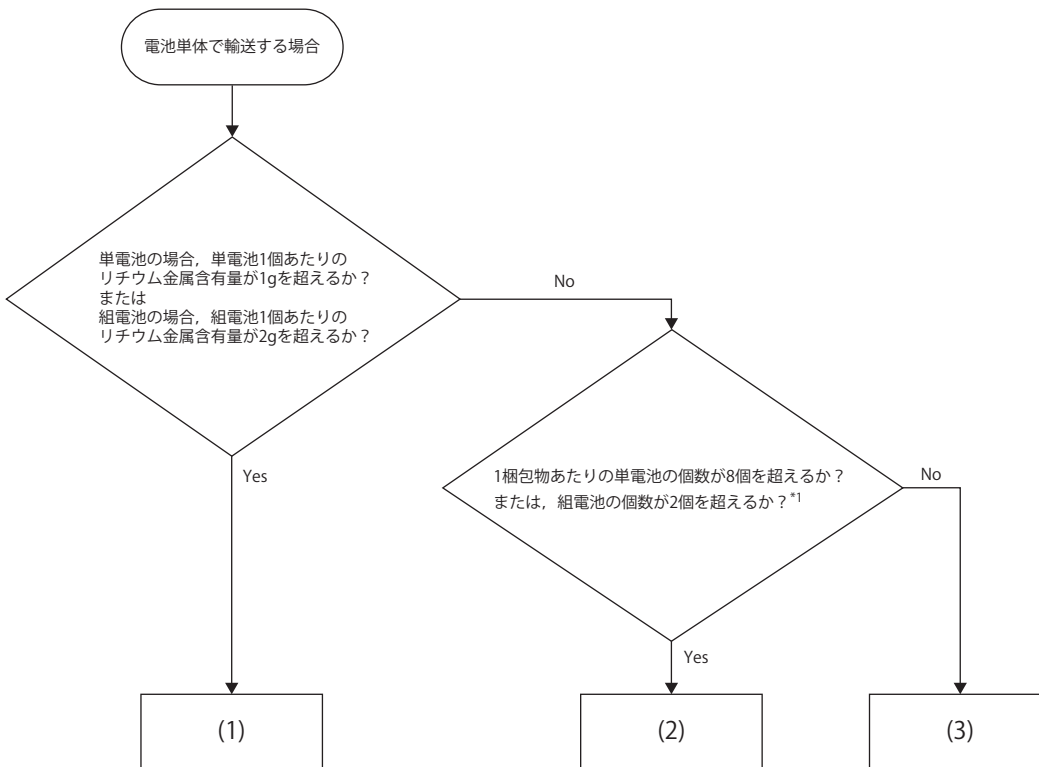 電池単体で輸送する場合
単電池の場合，単電池1個あたりの
リチウム金属含有量が1gを超えるか？
または
組電池の場合，組電池1個あたりの
リチウム金属含有量が2gを超えるか？
No
Yes
1梱包物あたりの単電池の個数が8個を超えるか？
または，組電池の個数が2個を超えるか？*1
No
Yes
(1)
(2)
(3)